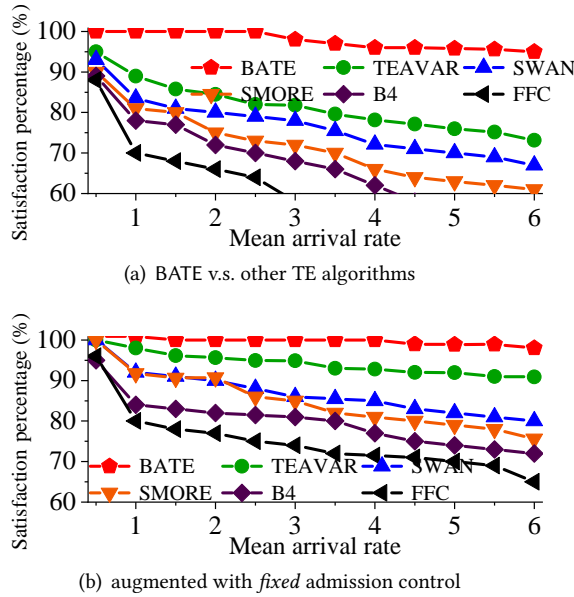 Satisfaction percentage (%)
100
90
80
70
60
BATE TEAVAR SWAN
SMORE B4 FFC
1 2 3 4 5 6
Mean arrival rate
(a) BATE v.s. other TE algorithms
Satisfaction percentage (%)
100
90
80
70
60
BATE TEAVAR SWAN
SMORE B4 FFC
1 2 3 4 5 6
Mean arrival rate
(b) augmented with fixed admission control